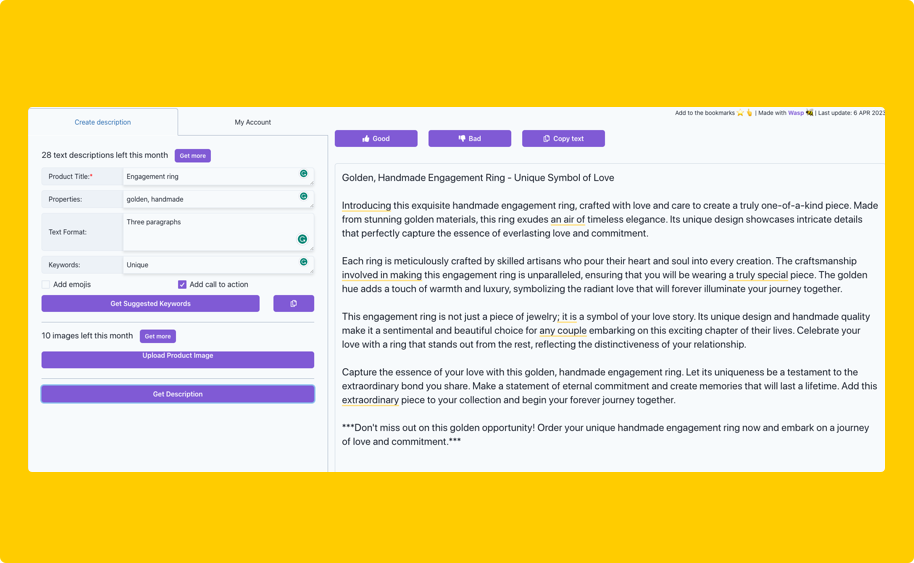 Create description
My Account
Add to the bookmarks ⭐ 👆 | Made with Wasp 🐝 | Last update: 6 APR 2023
28 text descriptions left this month
Get more
Good
Bad
Copy text
Product Title:*
Engagement ring
Properties:
golden, handmade
Text Format:
Three paragraphs
Keywords:
Unique
Add emojis
Add call to action
Get Suggested Keywords
10 images left this month
Get more
Upload Product Image
Get Description
Golden, Handmade Engagement Ring - Unique Symbol of Love
Introducing this exquisite handmade engagement ring, crafted with love and care to create a truly one-of-a-kind piece. Made
from stunning golden materials, this ring exudes an air of timeless elegance. Its unique design showcases intricate details
that perfectly capture the essence of everlasting love and commitment.
Each ring is meticulously crafted by skilled artisans who pour their heart and soul into every creation. The craftsmanship
involved in making this engagement ring is unparalleled, ensuring that you will be wearing a truly special piece. The golden
hue adds a touch of warmth and luxury, symbolizing the radiant love that will forever illuminate your journey together.
This engagement ring is not just a piece of jewelry; it is a symbol of your love story. Its unique design and handmade quality
make it a sentimental and beautiful choice for any couple embarking on this exciting chapter of their lives. Celebrate your
love with a ring that stands out from the rest, reflecting the distinctiveness of your relationship.
Capture the essence of your love with this golden, handmade engagement ring. Let its uniqueness be a testament to the
extraordinary bond you share. Make a statement of eternal commitment and create memories that will last a lifetime. Add this
extraordinary piece to your collection and begin your forever journey together.
***Don't miss out on this golden opportunity! Order your unique handmade engagement ring now and embark on a journey
of love and commitment.***